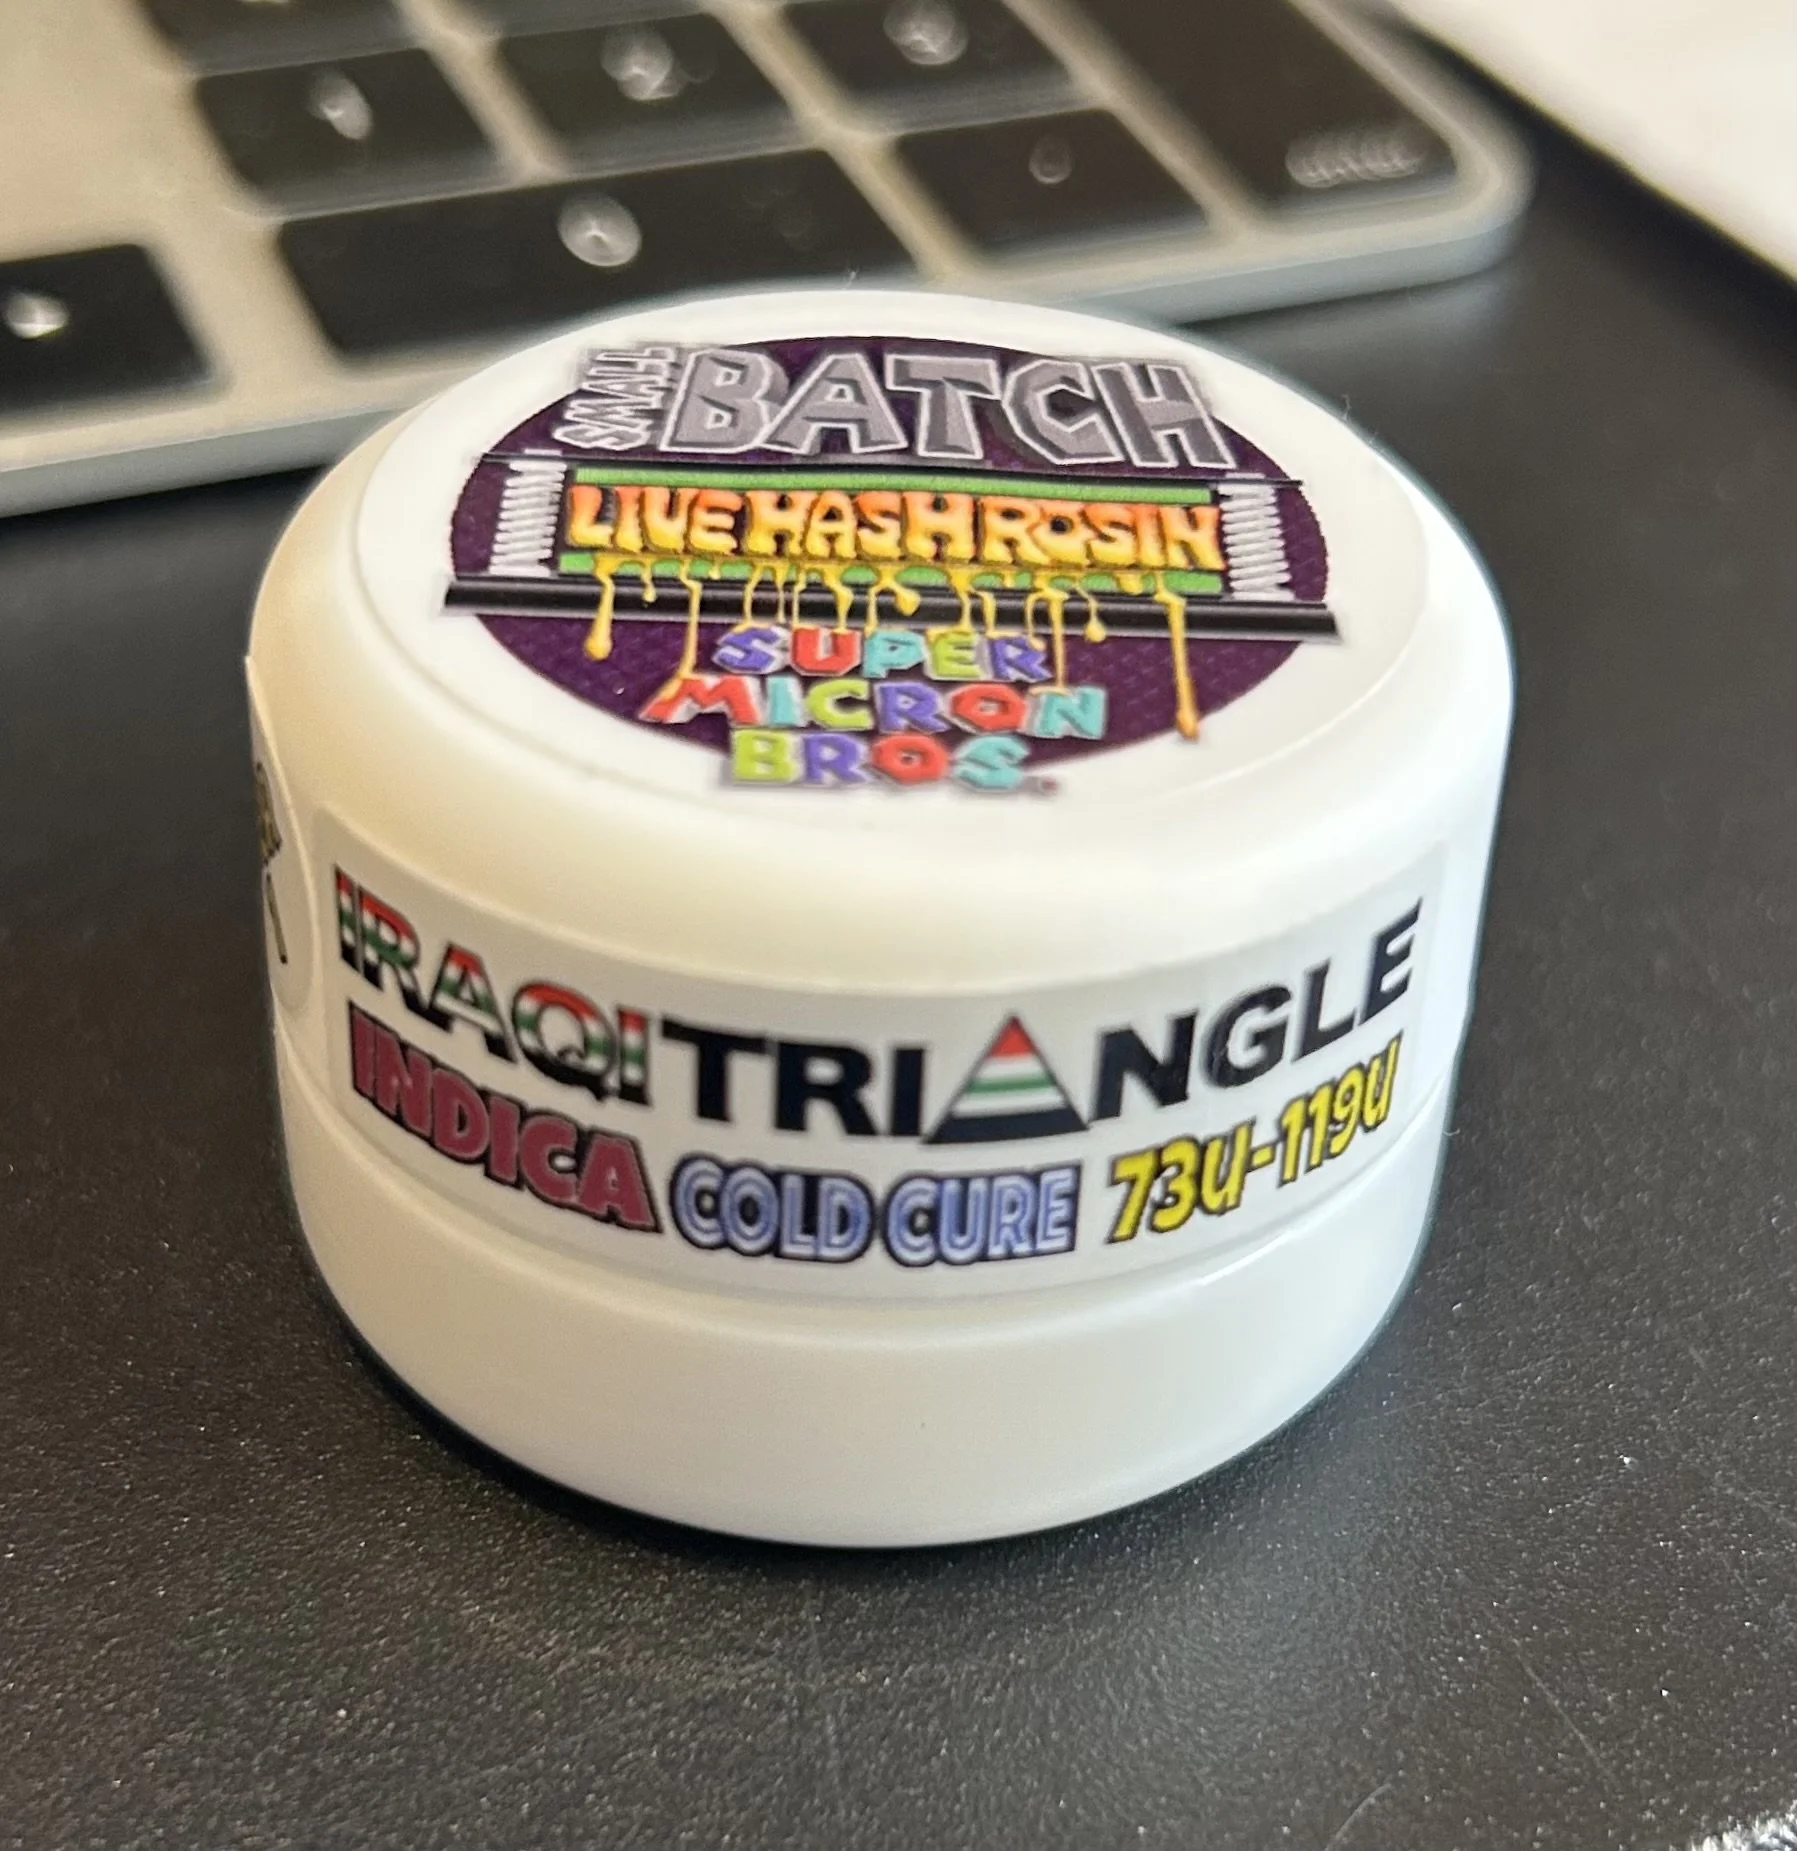 SMALL BATCH
LIVE HASH ROSIN
SUPER
MICRON
BROS.
IRAQI TRIANGLE
INDICA COLD CURE 73U-119U